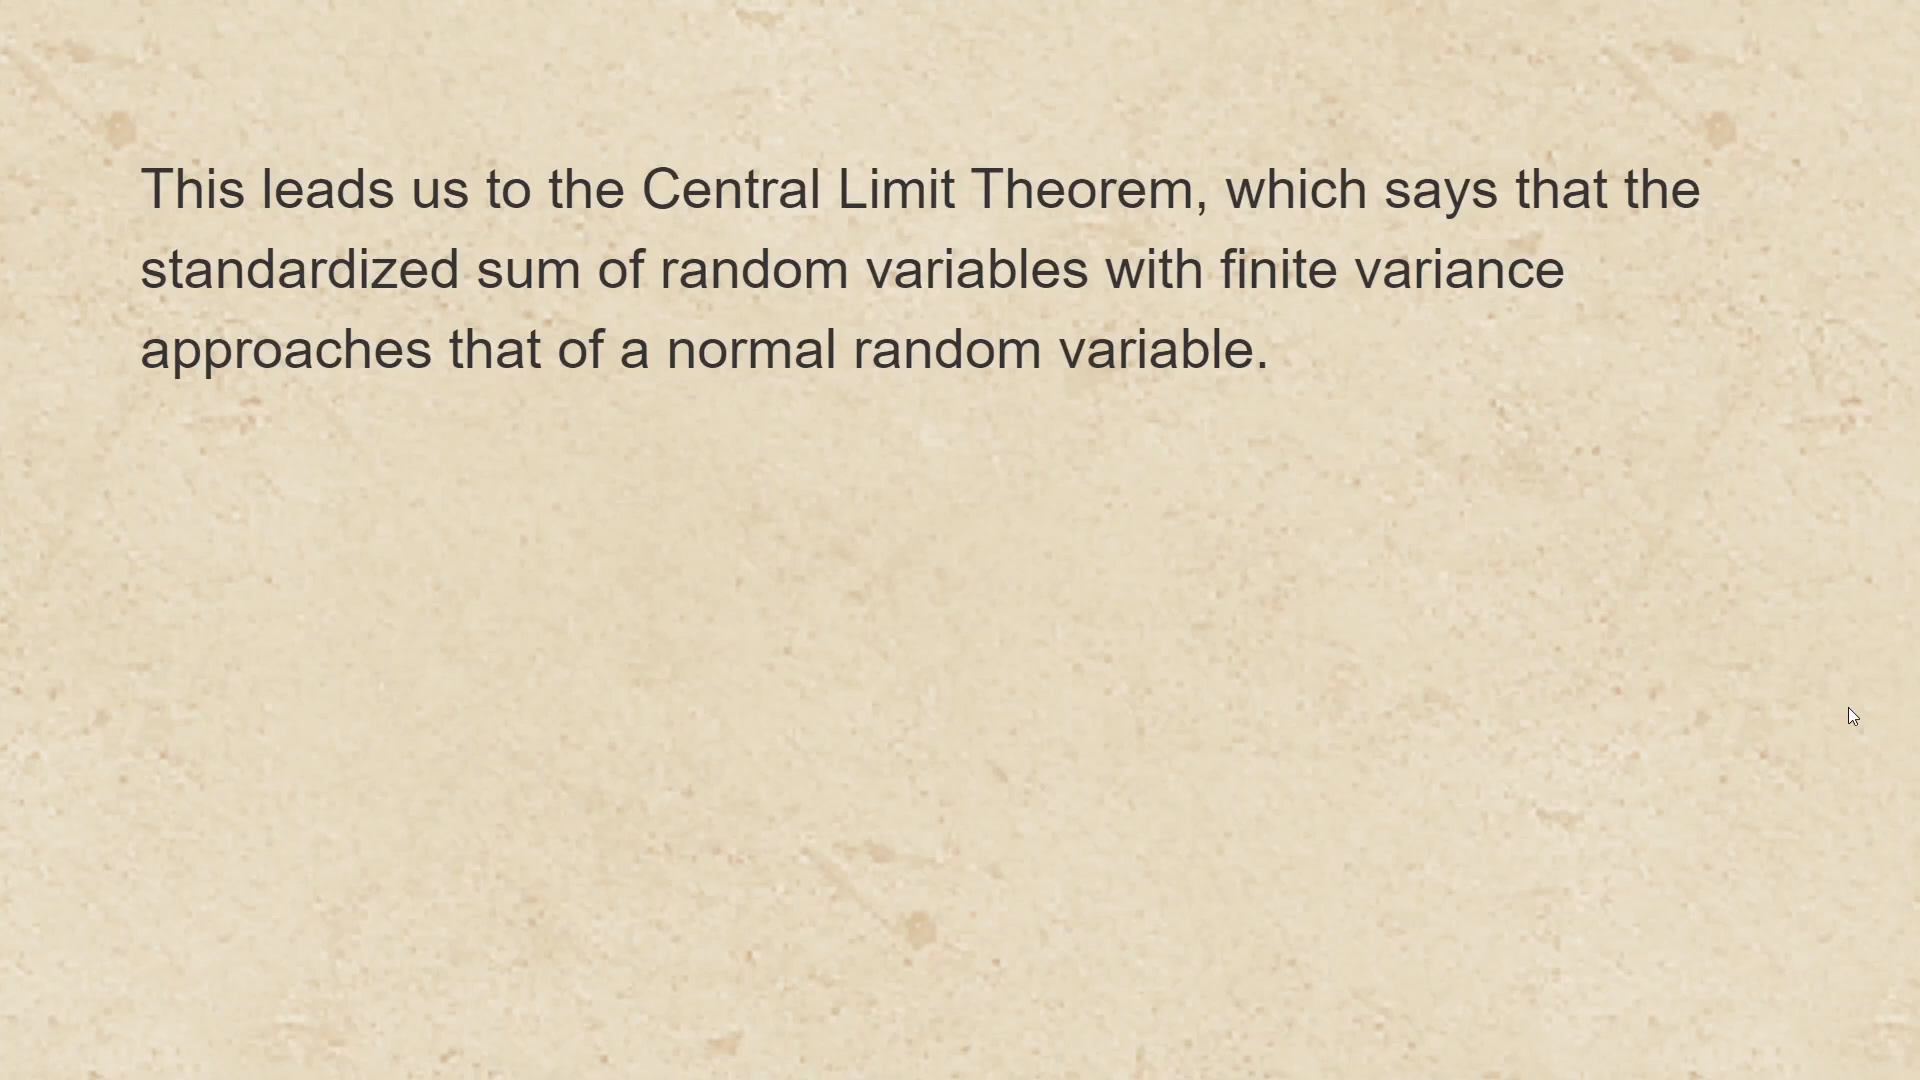 This leads us to the Central Limit Theorem, which says that the
standardized sum of random variables with finite variance
approaches that of a normal random variable.